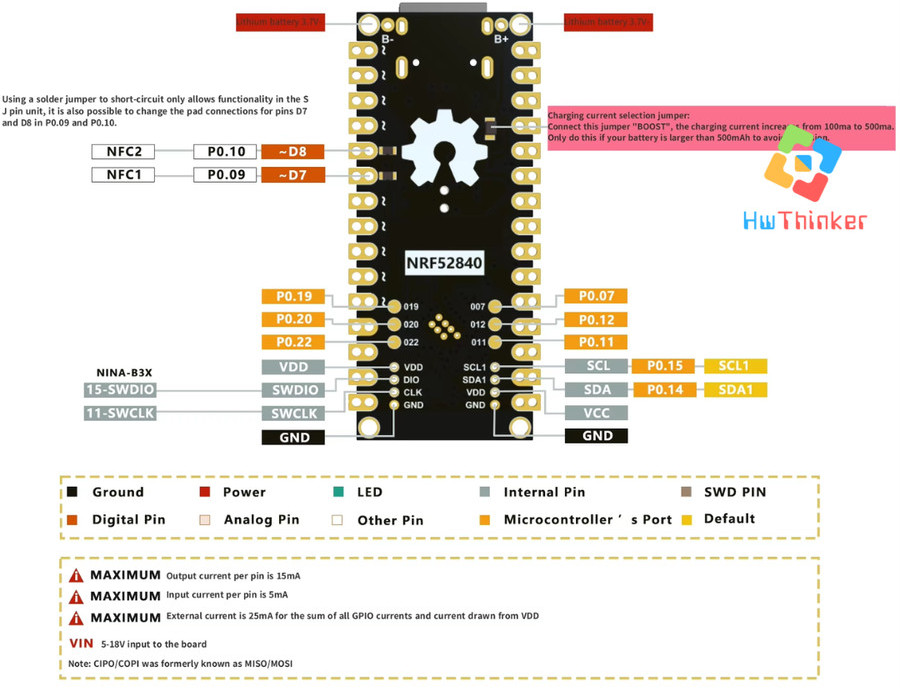 Lithium battery 3.7V-
Lithium battery 3.7V-
B-
B+
Using a solder jumper to short-circuit only allows functionality in the S
J pin unit, it is also possible to change the pad connections for pins D7
and D8 in P0.09 and P0.10.
Charging current selection jumper:
Connect this jumper "BOOST", the charging current increases from 100ma to 500ma.
Only do this if your battery is larger than 500mAh to avoid
HwThinker
NFC2 P0.10 ~D8
NFC1 P0.09 ~D7
NRF52840
P0.19 019 007 P0.07
P0.20 020 012 P0.12
P0.22 022 011 P0.11
VDD VDD SCL1 SCL P0.15 SCL1
NINA-B3X
15-SWDIO SWDIO DIO SDA1 SDA P0.14 SDA1
11-SWCLK SWCLK CLK VDD VCC
GND GND GND GND
Ground Power LED Internal Pin SWD PIN
Digital Pin Analog Pin Other Pin Microcontroller ’ s Port Default
MAXIMUM Output current per pin is 15mA
MAXIMUM Input current per pin is 5mA
MAXIMUM External current is 25mA for the sum of all GPIO currents and current drawn from VDD
VIN 5-18V input to the board
Note: CIPO/COPI was formerly known as MISO/MOSI